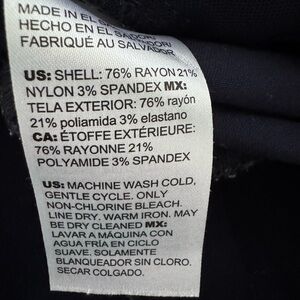 MADE IN EL SALVADOR/
HECHO EN EL SALVADOR/
FABRIQUÉ AU SALVADOR
US: SHELL: 76% RAYON 21%
NYLON 3% SPANDEX MX:
TELA EXTERIOR: 76% rayón
21% poliamida 3% elastano
CA: ÉTOFFE EXTÉRIEURE:
76% RAYONNE 21%
POLYAMIDE 3% SPANDEX
US: MACHINE WASH COLD,
GENTLE CYCLE. ONLY
NON-CHLORINE BLEACH.
LINE DRY. WARM IRON. MAY
BE DRY CLEANED MX:
LAVAR A MÁQUINA CON
AGUA FRÍA EN CICLO
SUAVE. SOLAMENTE
BLANQUEADOR SIN CLORO.
SECAR COLGADO.